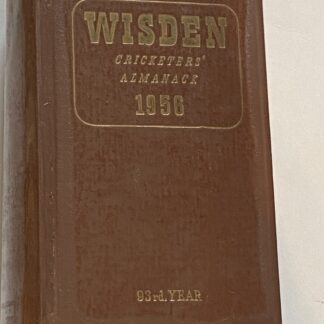 WISDEN
CRICKETERS'
ALMANACK
1956
93rd. YEAR